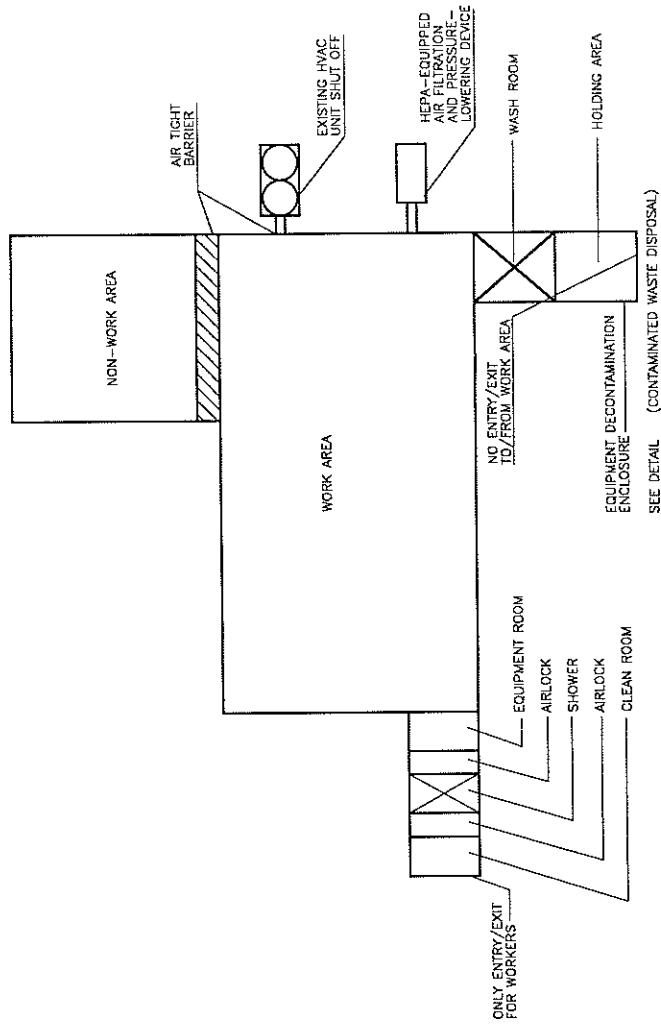 NON-WORK AREA
AIR TIGHT
BARRIER
EXISTING HVAC
UNIT SHUT OFF
HEPA-EQUIPPED
AIR FILTRATION
AND PRESSURE-
LOWERING DEVICE
WORK AREA
WASH ROOM
HOLDING AREA
NO ENTRY/EXIT
TO/FROM WORK AREA
EQUIPMENT DECONTAMINATION
ENCLOSURE
SEE DETAIL (CONTAMINATED WASTE DISPOSAL)
EQUIPMENT ROOM
AIRLOCK
SHOWER
AIRLOCK
CLEAN ROOM
ONLY ENTRY/EXIT
FOR WORKERS